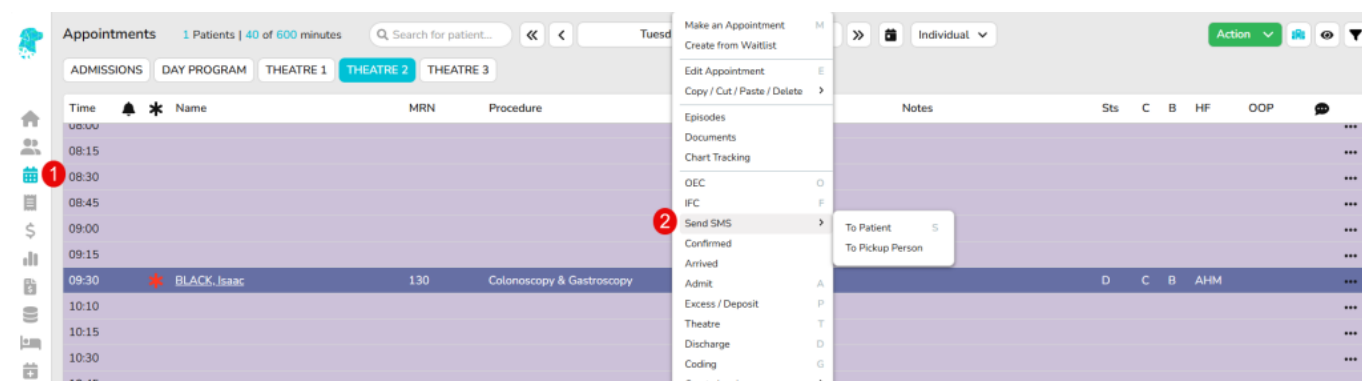 Appointments 1 Patients | 40 of 600 minutes Search for patient... Tuesd Individual Action
ADMISSIONS DAY PROGRAM THEATRE 1 THEATRE 2 THEATRE 3
Time Name MRN Procedure Notes Sts C B HF OOP
08:00
08:15
1 08:30
08:45
09:00
09:15
09:30 BLACK, Isaac 130 Colonoscopy & Gastroscopy D C B AHM
10:10
10:15
10:30
Make an Appointment M
Create from Waitlist
Edit Appointment E
Copy / Cut / Paste / Delete
Episodes
Documents
Chart Tracking
OEC O
IFC F
2 Send SMS
Confirmed
Arrived
Admit A
Excess / Deposit P
Theatre T
Discharge D
Coding G
To Patient S
To Pickup Person